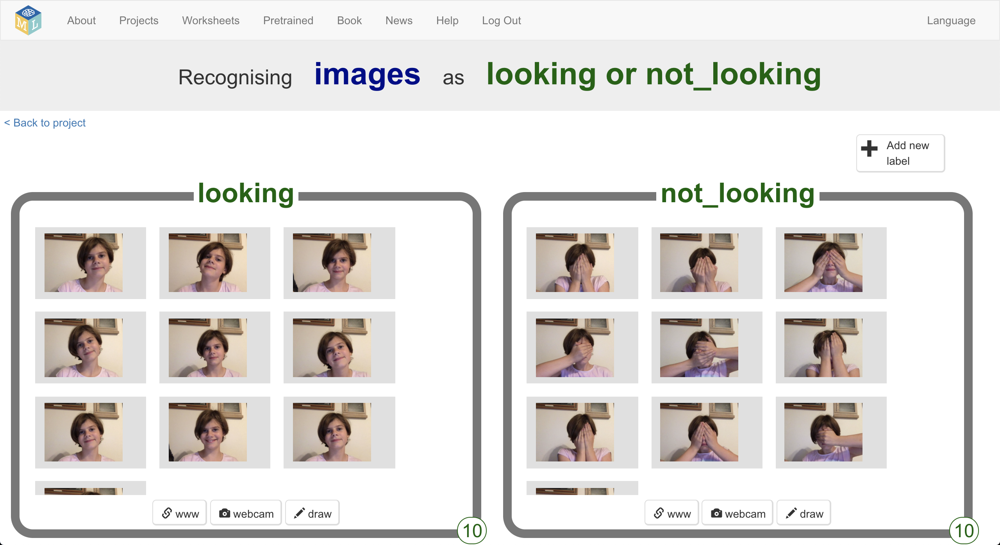 ML
About Projects Worksheets Pretrained Book News Help Log Out Language
Recognising images as looking or not_looking
< Back to project
Add new
label
looking
not_looking
www webcam draw
10
www webcam draw
10